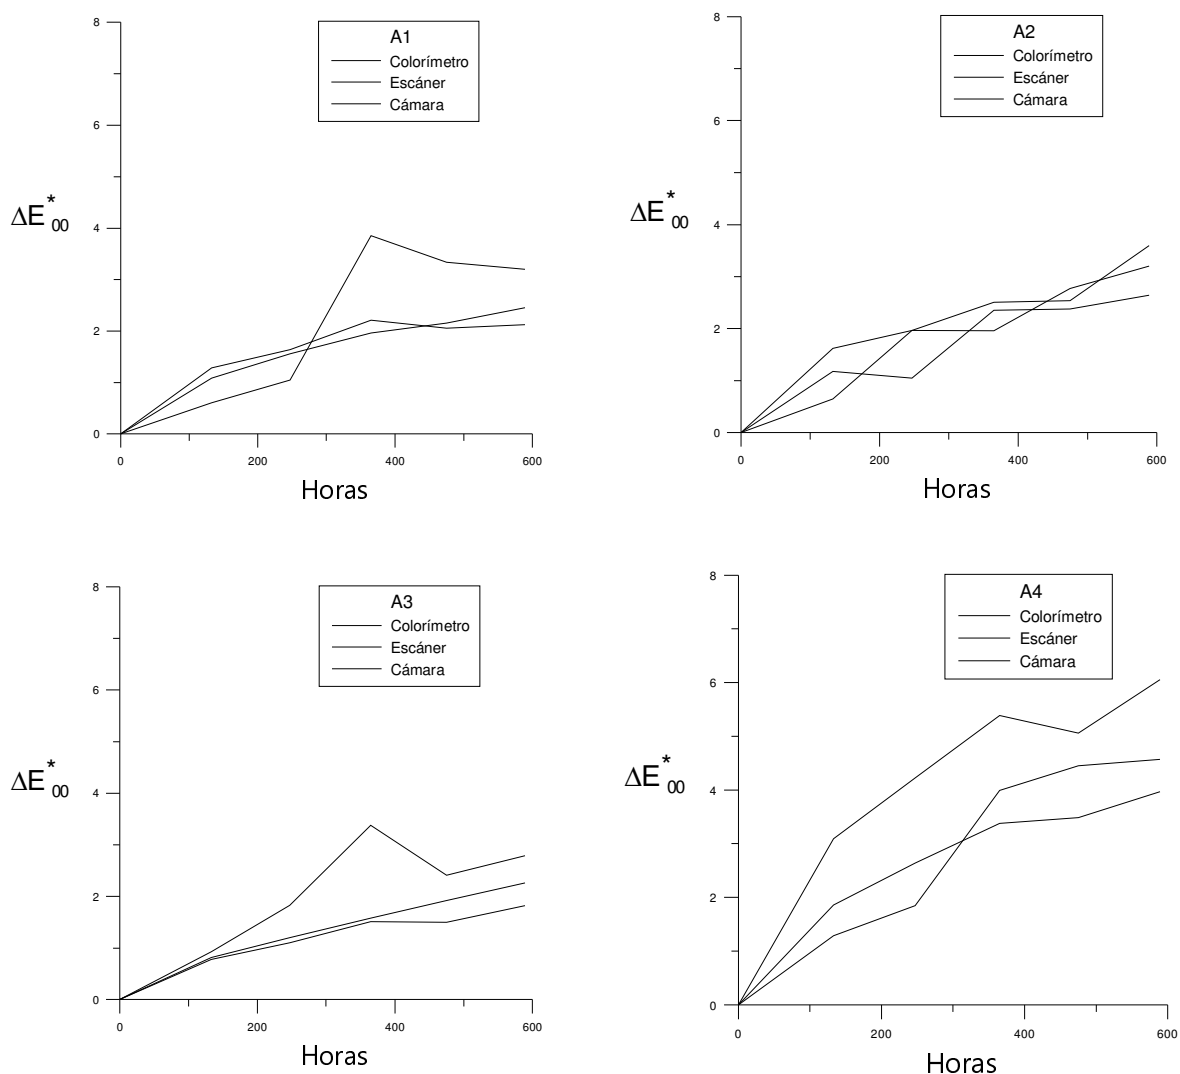 A1
Colorímetro
Escáner
Cámara
8
6
4
2
0
ΔE*00
0 200 400 600
Horas
A2
Colorímetro
Escáner
Cámara
8
6
4
2
0
ΔE*00
0 200 400 600
Horas
A3
Colorímetro
Escáner
Cámara
8
6
4
2
0
ΔE*00
0 200 400 600
Horas
A4
Colorímetro
Escáner
Cámara
8
6
4
2
0
ΔE*00
0 200 400 600
Horas